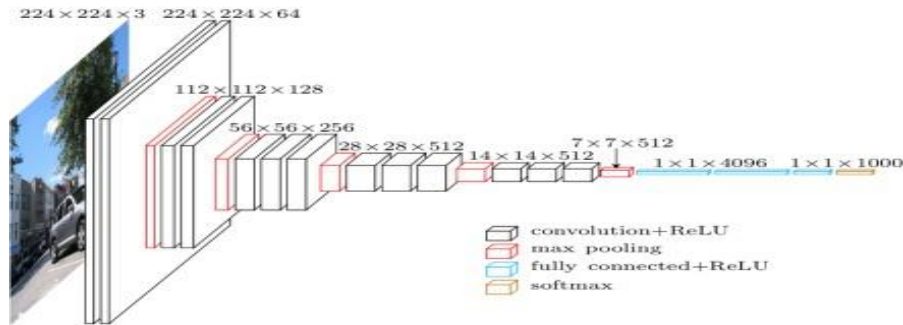 224 × 224 × 3
224 × 224 × 64
112 × 112 × 128
56 × 56 × 256
28 × 28 × 512
14 × 14 × 512
7 × 7 × 512
1 × 1 × 4096
1 × 1 × 1000
convolution+ReLU
max pooling
fully connected+ReLU
softmax